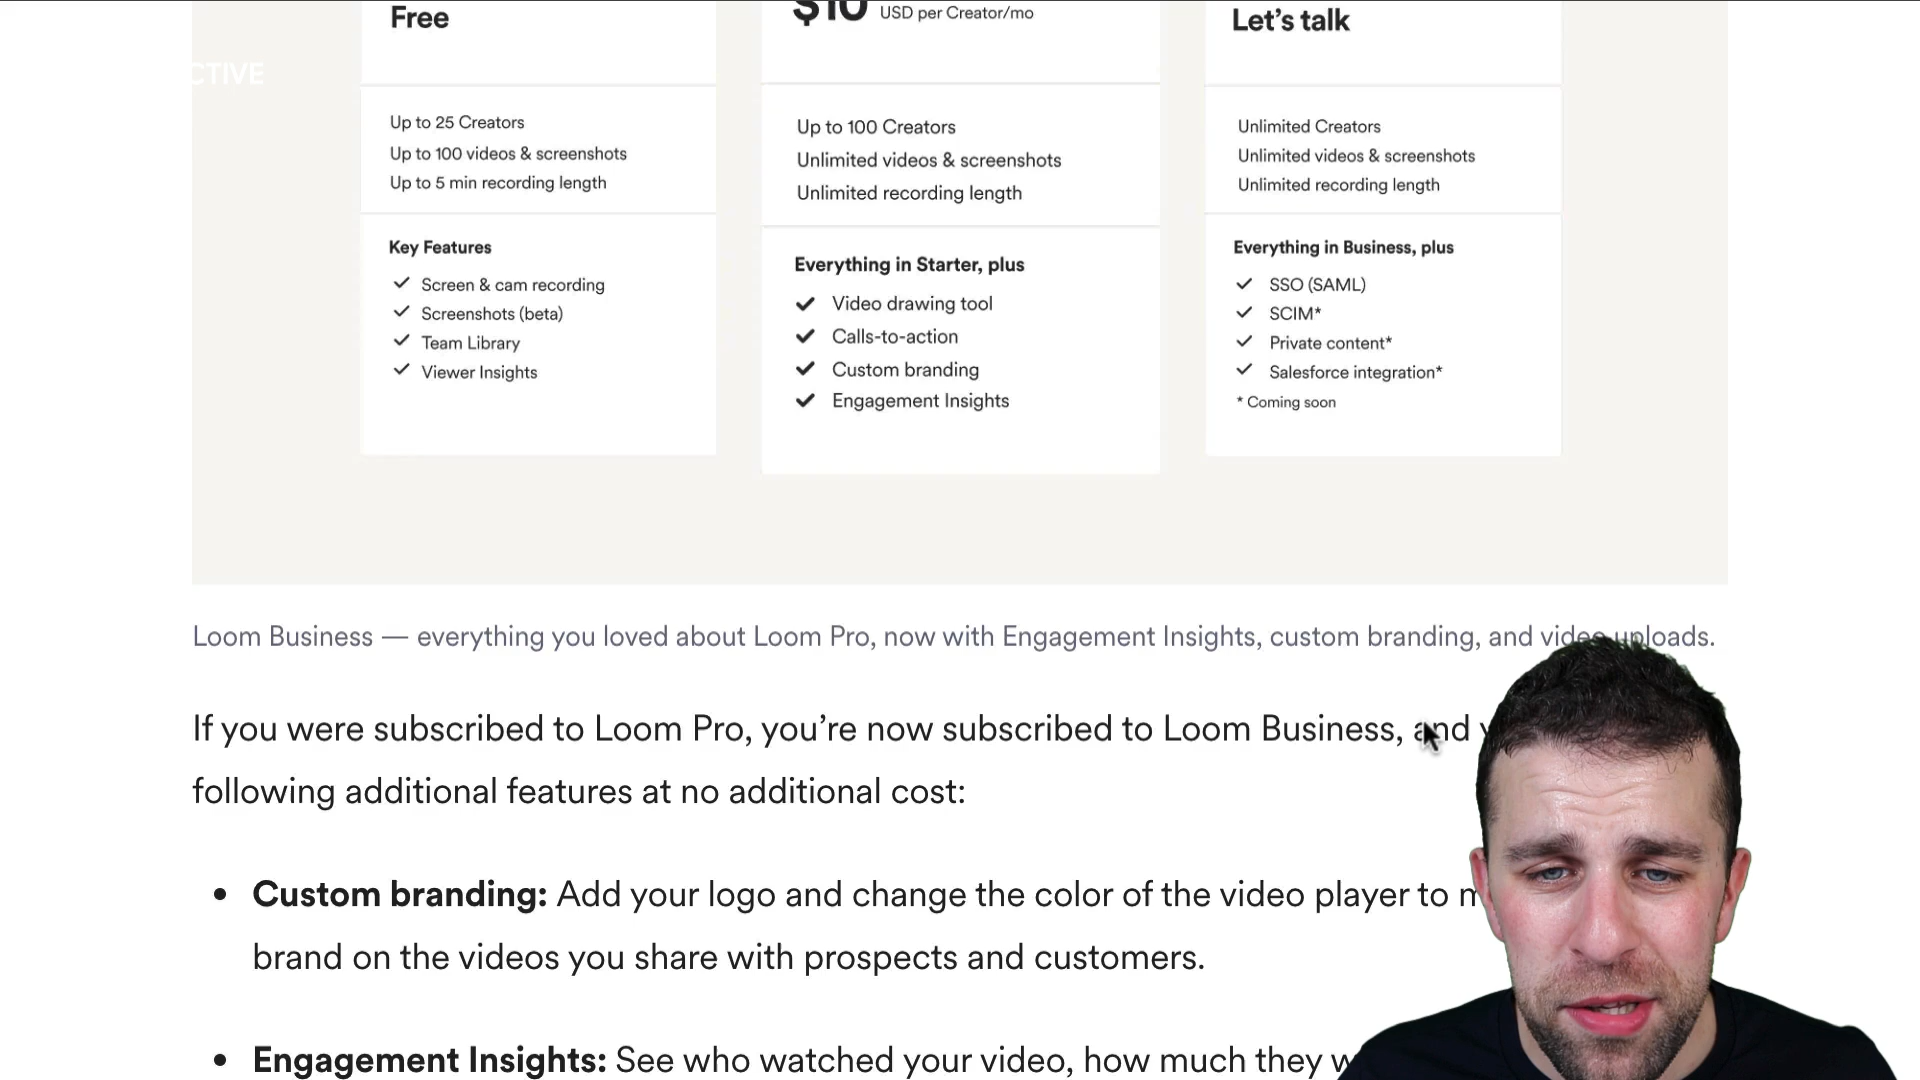 Free
$10 USD per Creator/mo
Let's talk
CTIVE
Up to 25 Creators
Up to 100 videos & screenshots
Up to 5 min recording length
Up to 100 Creators
Unlimited videos & screenshots
Unlimited recording length
Unlimited Creators
Unlimited videos & screenshots
Unlimited recording length
Key Features
Screen & cam recording
Screenshots (beta)
Team Library
Viewer Insights
Everything in Starter, plus
Video drawing tool
Calls-to-action
Custom branding
Engagement Insights
Everything in Business, plus
SSO (SAML)
SCIM*
Private content*
Salesforce integration*
* Coming soon
Loom Business — everything you loved about Loom Pro, now with Engagement Insights, custom branding, and video uploads.
If you were subscribed to Loom Pro, you’re now subscribed to Loom Business, and
following additional features at no additional cost:
• Custom branding: Add your logo and change the color of the video player to
brand on the videos you share with prospects and customers.
• Engagement Insights: See who watched your video, how much they